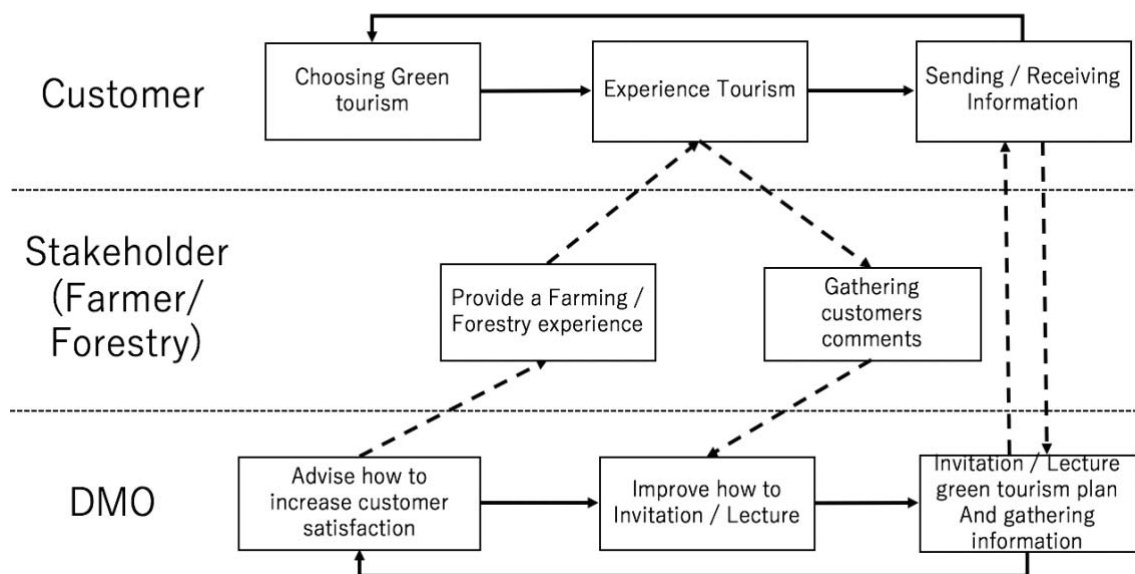 Customer
Choosing Green
tourism
Experience Tourism
Sending / Receiving
Information
Stakeholder
(Farmer/
Forestry)
Provide a Farming /
Forestry experience
Gathering
customers
comments
DMO
Advise how to
increase customer
satisfaction
Improve how to
Invitation / Lecture
Invitation / Lecture
green tourism plan
And gathering
information